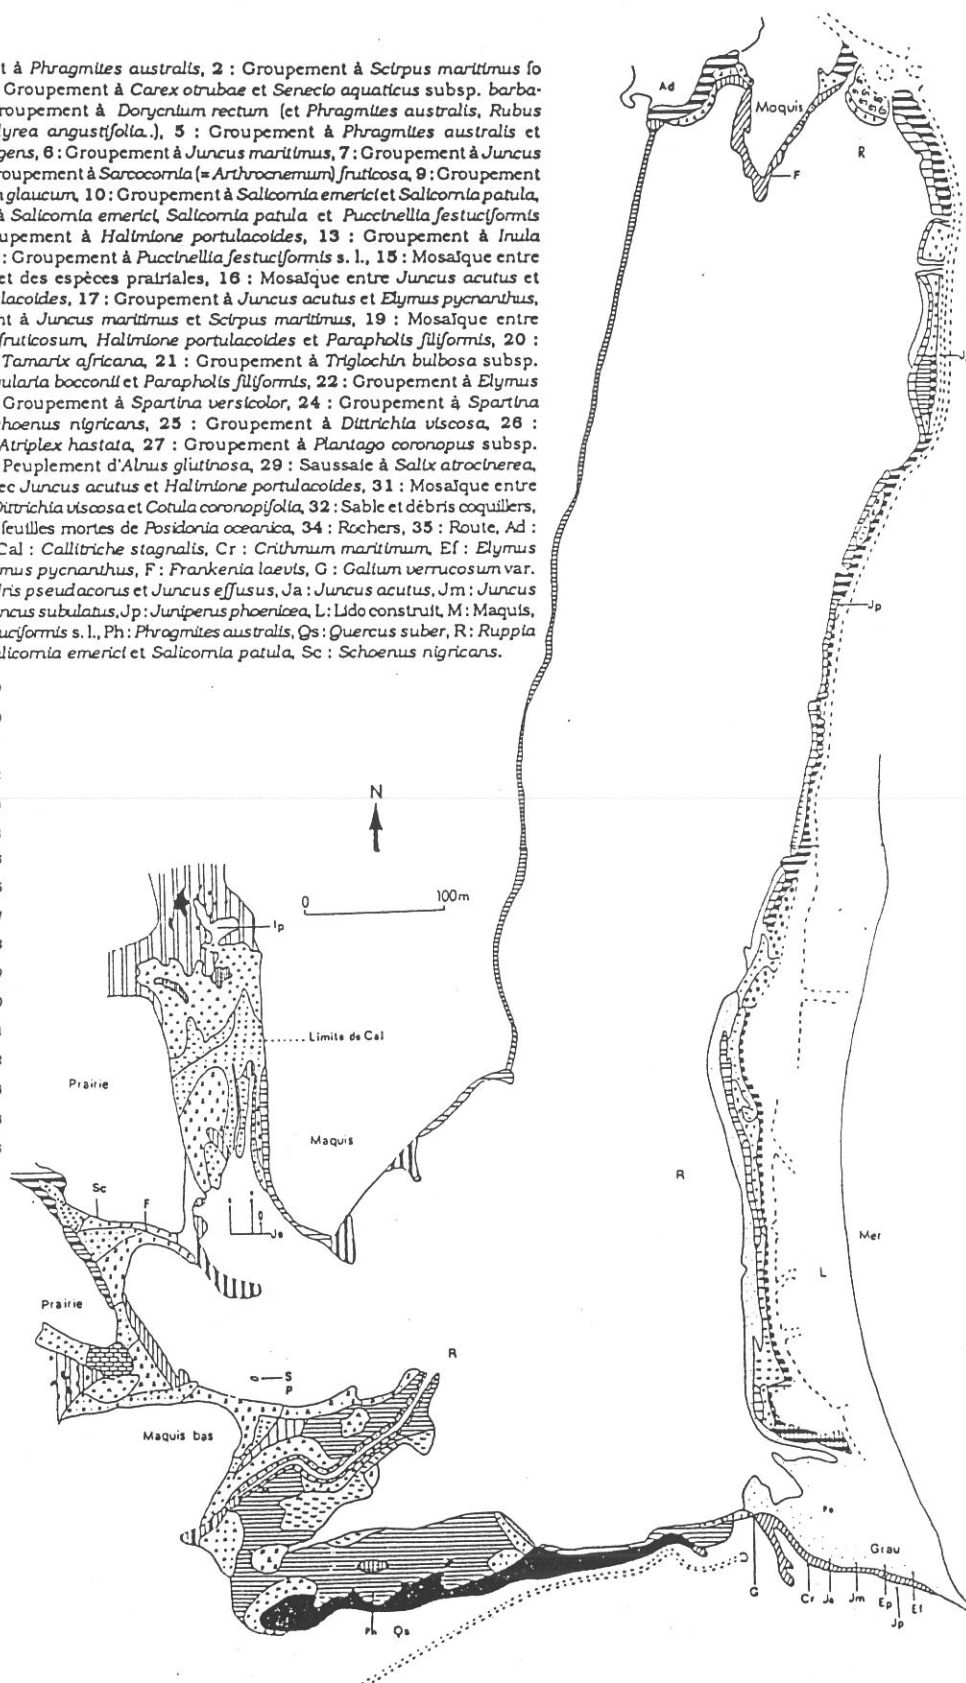 t à Phragmites australis, 2 : Groupement à Scirpus maritimus fo
Groupement à Carex otrubae et Senecio aquaticus subsp. barba-
roupement à Dorycnium rectum (et Phragmites australis, Rubus
lyrea angustifolia..), 5 : Groupement à Phragmites australis et
gens, 6 : Groupement à Juncus maritimus, 7 : Groupement à Juncus
roupement à Sarcocornia (= Arthrocnemum) fruticosa, 9 : Groupement
n glaucum, 10 : Groupement à Salicornia emerici et Salicornia patula,
à Salicornia emerici, Salicornia patula et Puccinellia festuciformis
upement à Halimione portulacoides, 13 : Groupement à Inula
: Groupement à Puccinellia festuciformis s. l., 15 : Mosaïque entre
et des espèces prairiales, 16 : Mosaïque entre Juncus acutus et
lacoides, 17 : Groupement à Juncus acutus et Elymus pycnanthus,
nt à Juncus maritimus et Scirpus maritimus, 19 : Mosaïque entre
fruticosum, Halimione portulacoides et Parapholis filiformis, 20 :
Tamarix africana, 21 : Groupement à Triglochin bulbosa subsp.
gularia bocconii et Parapholis filiformis, 22 : Groupement à Elymus
Groupement à Spartina versicolor, 24 : Groupement à Spartina
hoenus nigricans, 25 : Groupement à Dittrichia viscosa, 26 :
Atriplex hastata, 27 : Groupement à Plantago coronopus subsp.
Peuplement d'Alnus glutinosa, 29 : Saussaie à Salix atrocinerea,
ec Juncus acutus et Halimione portulacoides, 31 : Mosaïque entre
Dittrichia viscosa et Cotula coronopifolia, 32 : Sable et débris coquillers,
feuilles mortes de Posidonia oceanica, 34 : Rochers, 35 : Route, Ad :
Cal : Callitriche stagnalis, Cr : Crithmum maritimum, Ef : Elymus
mus pycnanthus, F : Frankenia laevis, G : Galium verrucosum var.
Iris pseudacorus et Juncus effusus, Ja : Juncus acutus, Jm : Juncus
ncus subulatus, Jp : Juniperus phoenicea, L : Lido construit, M : Maquis,
uciformis s. l., Ph : Phragmites australis, Qs : Quercus suber, R : Ruppia
licornia emerici et Salicornia patula, Sc : Schoenus nigricans.
Ad
Maquis
R
F
J
Jp
N
0 100m
Ip
Limite de Cal
Prairie
Maquis
R
Sc
F
Js
Mer
L
Prairie
S
P
R
Maquis bas
Po
Grau
G
Cr Ja Jm Ep Jp Ef
Ph Qs